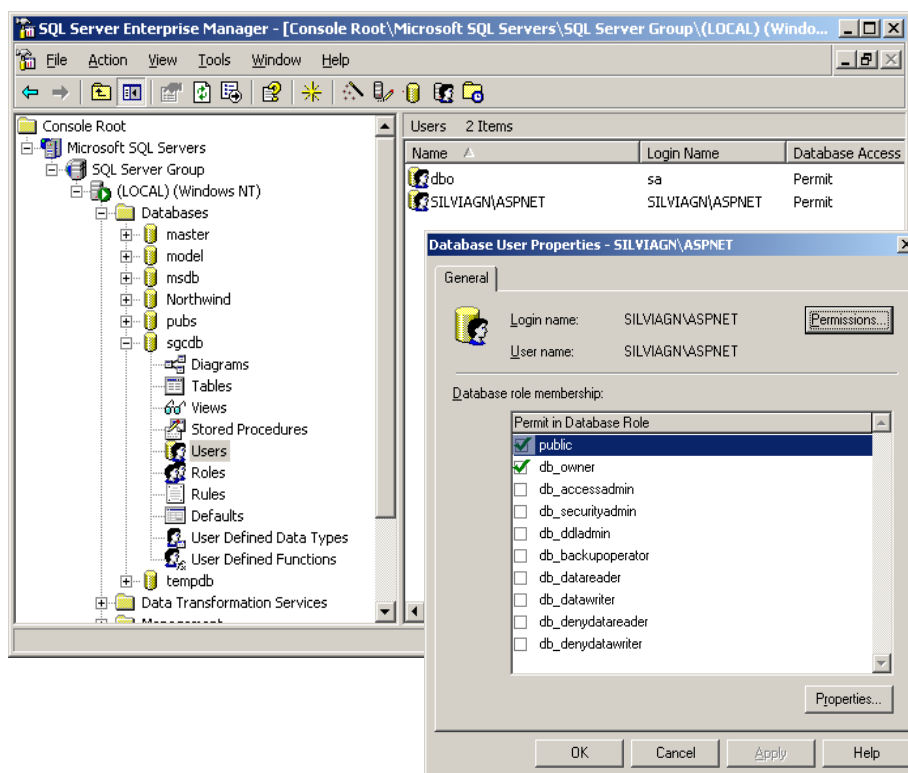 SQL Server Enterprise Manager - [Console Root\Microsoft SQL Servers\SQL Server Group\(LOCAL) (Windo...
File Action View Tools Window Help
Console Root
Microsoft SQL Servers
SQL Server Group
(LOCAL) (Windows NT)
Databases
master
model
msdb
Northwind
pubs
sgcdb
Diagrams
Tables
Views
Stored Procedures
Users
Roles
Rules
Defaults
User Defined Data Types
User Defined Functions
tempdb
Data Transformation Services
Management
Users 2 Items
Name Login Name Database Access
dbo sa Permit
SILVIAGN\ASPNET SILVIAGN\ASPNET Permit
Database User Properties - SILVIAGN\ASPNET
General
Login name: SILVIAGN\ASPNET Permissions...
User name: SILVIAGN\ASPNET
Database role membership:
Permit in Database Role
public
db_owner
db_accessadmin
db_securityadmin
db_ddladmin
db_backupoperator
db_datareader
db_datawriter
db_denydatareader
db_denydatawriter
Properties...
OK Cancel Apply Help